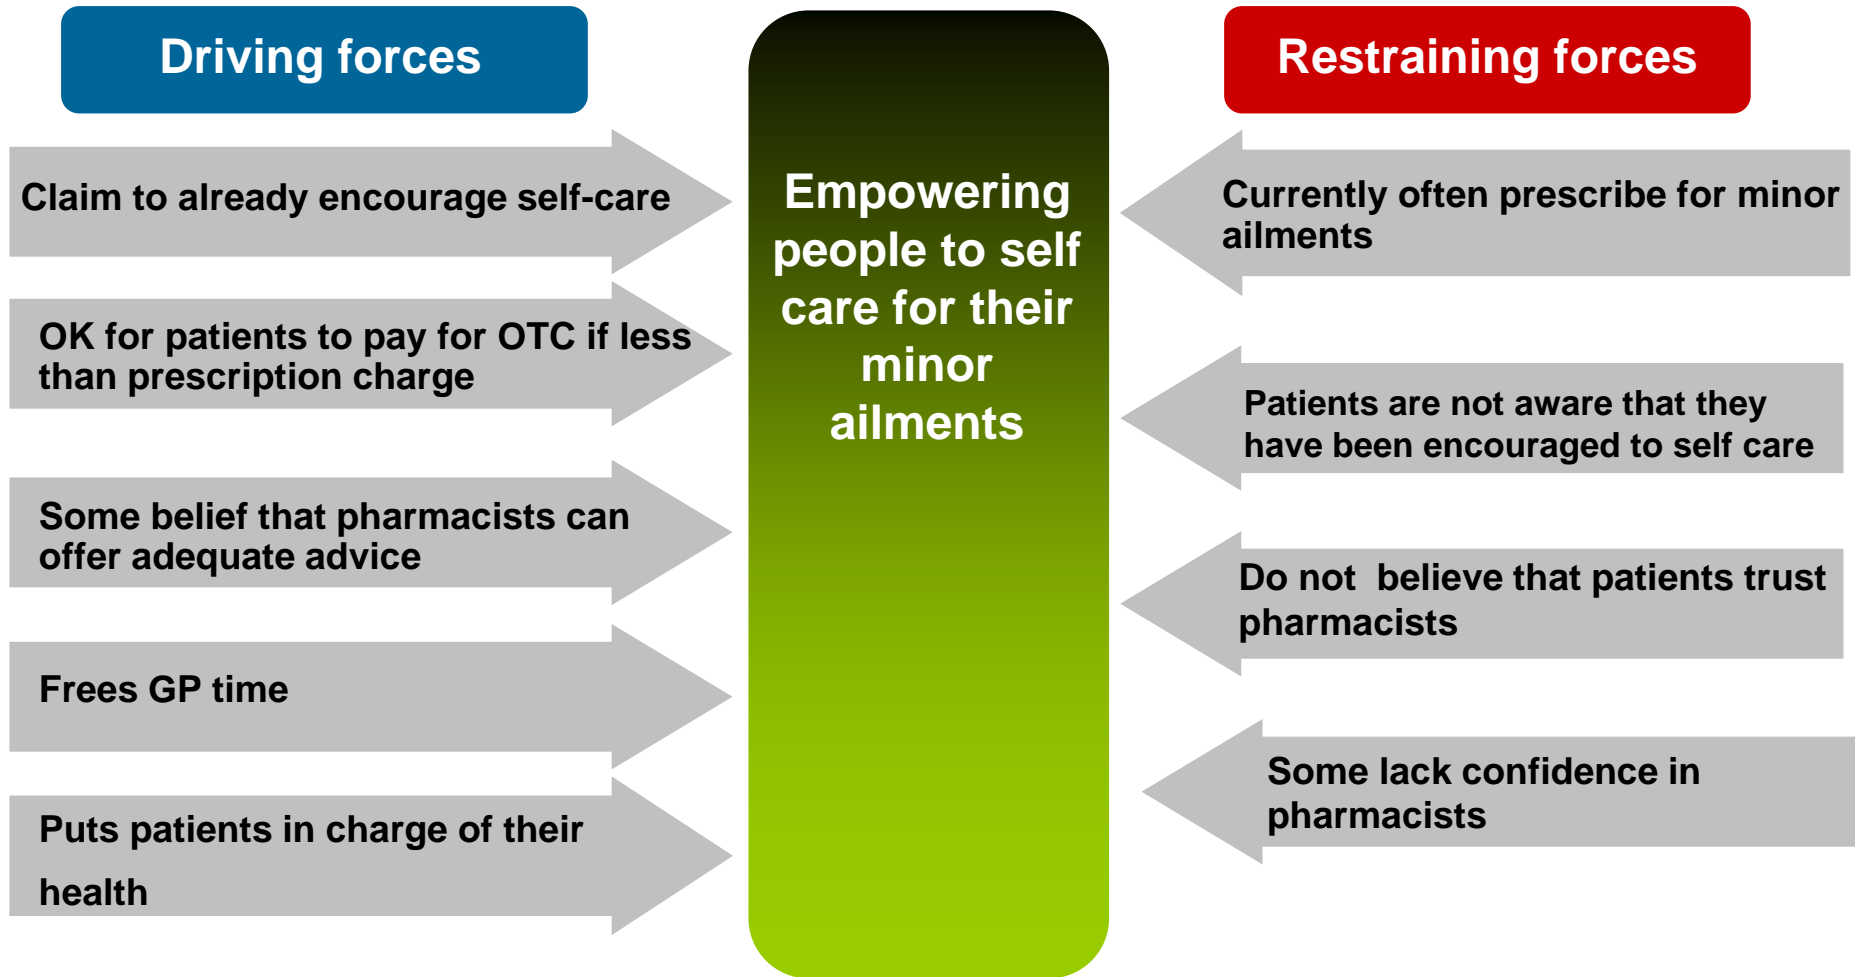 Driving forces
Claim to already encourage self-care
OK for patients to pay for OTC if less
than prescription charge
Some belief that pharmacists can
offer adequate advice
Frees GP time
Puts patients in charge of their
health
Empowering
people to self
care for their
minor
ailments
Restraining forces
Currently often prescribe for minor
ailments
Patients are not aware that they
have been encouraged to self care
Do not  believe that patients trust
pharmacists
Some lack confidence in
pharmacists